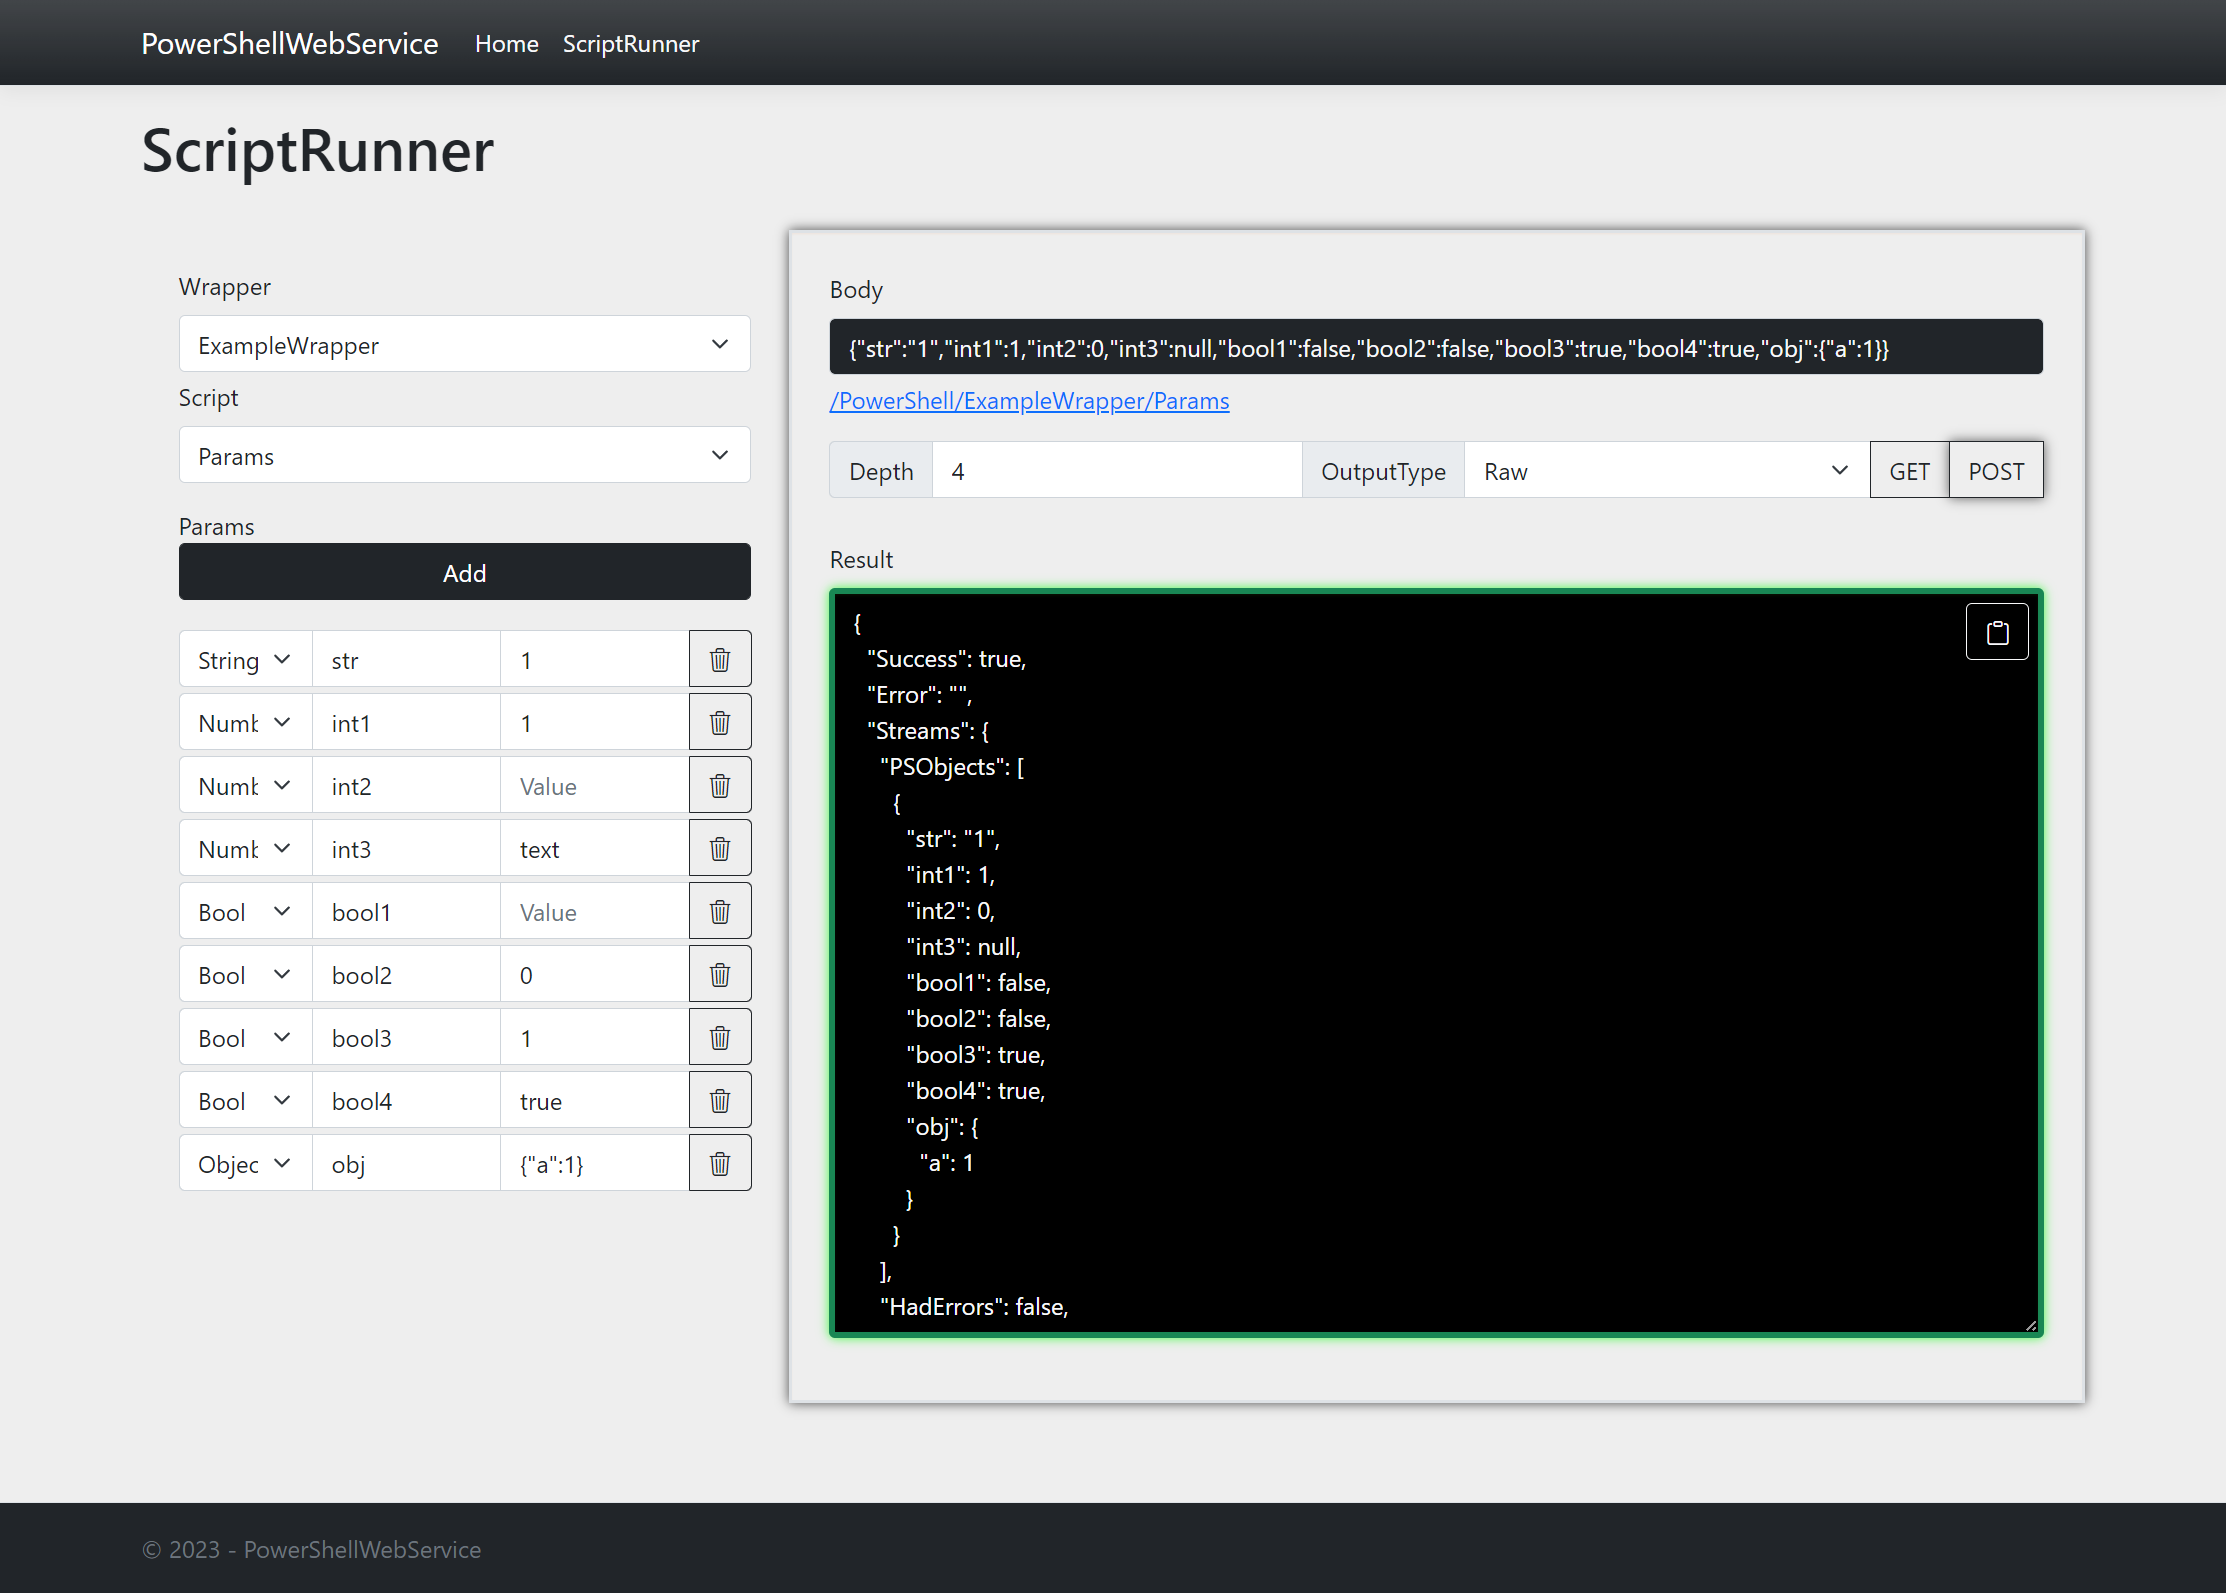 PowerShellWebService Home ScriptRunner
ScriptRunner
Wrapper
ExampleWrapper
Script
Params
Params
Add
String str 1
Numb int1 1
Numb int2 Value
Numb int3 text
Bool bool1 Value
Bool bool2 0
Bool bool3 1
Bool bool4 true
Objec obj {"a":1}
Body
{"str":"1","int1":1,"int2":0,"int3":null,"bool1":false,"bool2":false,"bool3":true,"bool4":true,"obj":{"a":1}}
/PowerShell/ExampleWrapper/Params
Depth 4 OutputType Raw GET POST
Result
{
"Success": true,
"Error": "",
"Streams": {
"PSObjects": [
{
"str": "1",
"int1": 1,
"int2": 0,
"int3": null,
"bool1": false,
"bool2": false,
"bool3": true,
"bool4": true,
"obj": {
"a": 1
}
}
],
"HadErrors": false,
© 2023 - PowerShellWebService